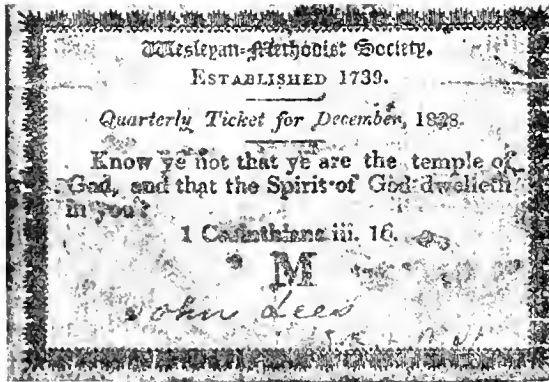 Wesleyan-Methodist Society.
ESTABLISHED 1739.
Quarterly Ticket for December, 1828.
Know ye not that ye are the temple of
God, and that the Spirit of God dwelleth
in you?
1 Corinthians iii. 16.
M
John Lees